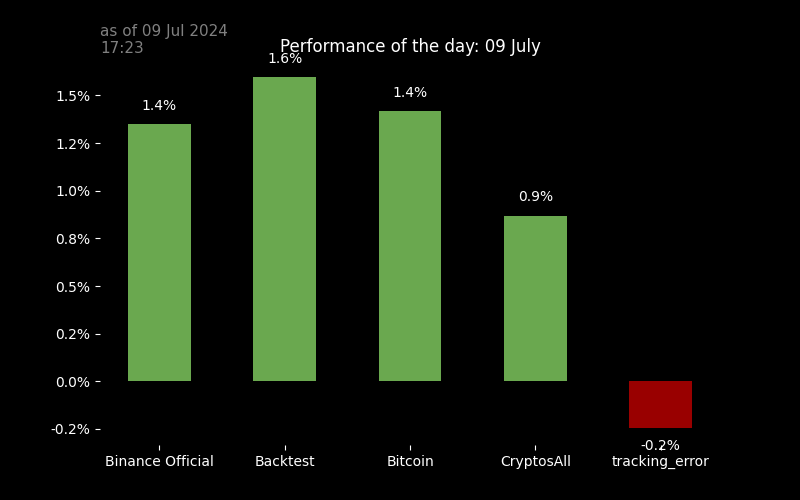 as of 09 Jul 2024
17:23
Performance of the day: 09 July
1.6%
1.4%
1.4%
0.9%
-0.2%
1.5%
1.2%
1.0%
0.8%
0.5%
0.2%
0.0%
-0.2%
Binance Official
Backtest
Bitcoin
CryptosAll
tracking_error